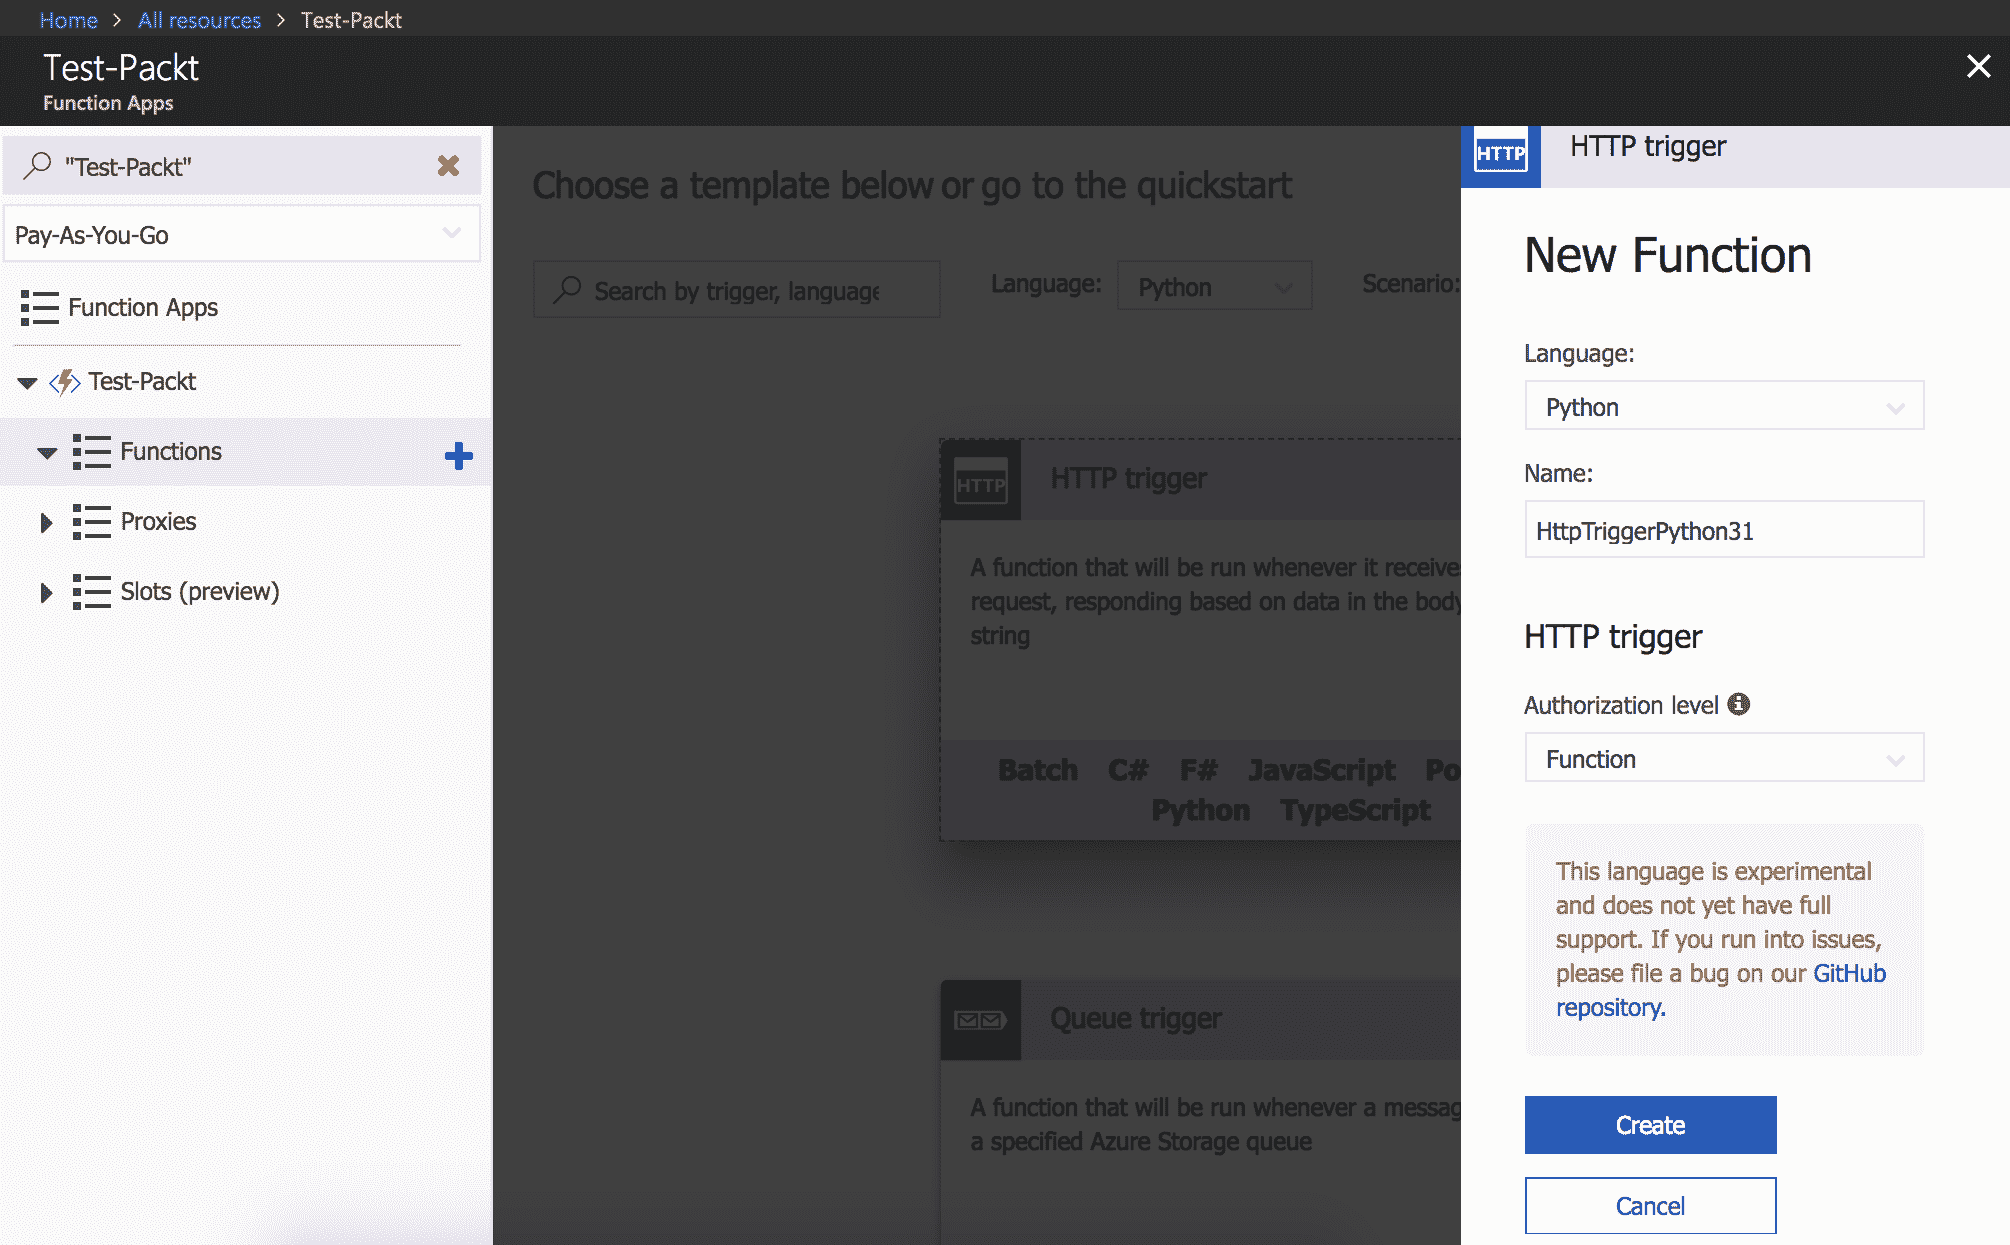 Home > All resources > Test-Packt
Test-Packt
Function Apps
"Test-Packt"
Pay-As-You-Go
Function Apps
Test-Packt
Functions
Proxies
Slots (preview)
Choose a template below or go to the quickstart
Search by trigger, language
Language: Python Scenario:
HTTP
HTTP trigger
A function that will be run whenever it receives
request, responding based on data in the body
string
Batch C# F# JavaScript Po
Python TypeScript
Queue trigger
A function that will be run whenever a messag
a specified Azure Storage queue
HTTP
HTTP trigger
New Function
Language:
Python
Name:
HttpTriggerPython31
HTTP trigger
Authorization level
Function
This language is experimental
and does not yet have full
support. If you run into issues,
please file a bug on our GitHub
repository.
Create
Cancel